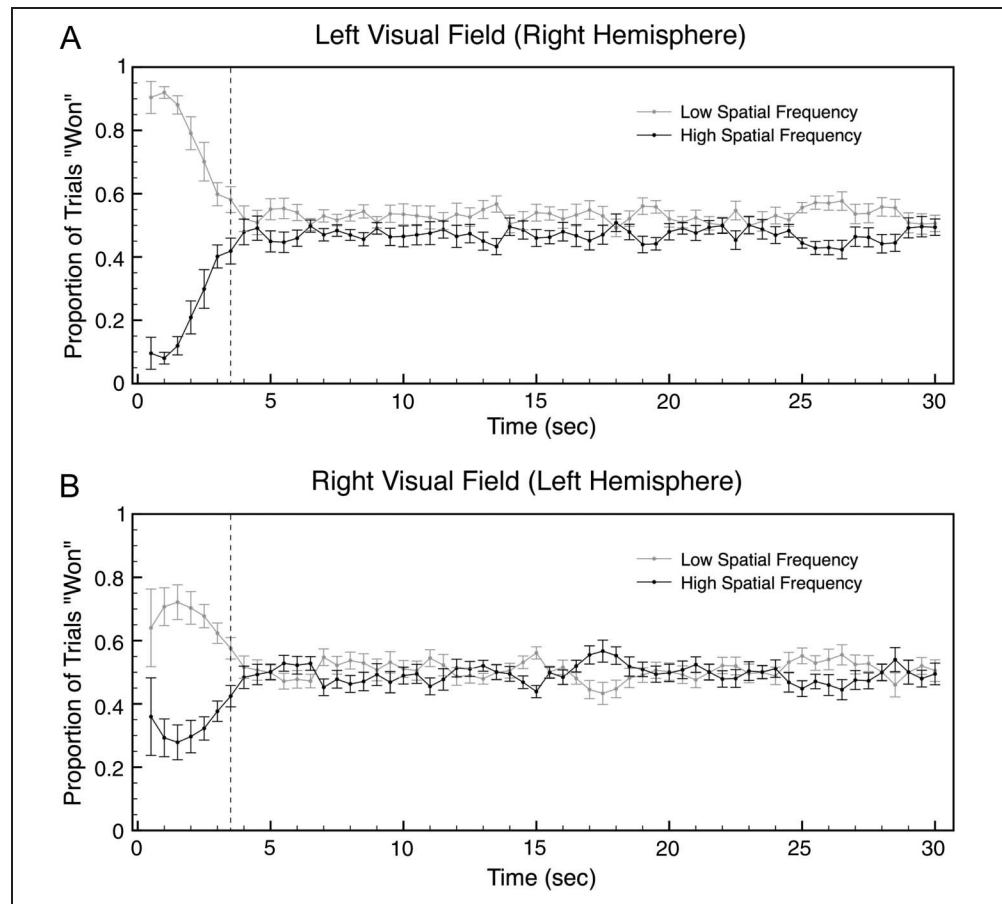 A
Left Visual Field (Right Hemisphere)
Proportion of Trials "Won"
1
0.8
0.6
0.4
0.2
0
Low Spatial Frequency
High Spatial Frequency
0 5 10 15 20 25 30
Time (sec)
B
Right Visual Field (Left Hemisphere)
Proportion of Trials "Won"
1
0.8
0.6
0.4
0.2
0
Low Spatial Frequency
High Spatial Frequency
0 5 10 15 20 25 30
Time (sec)